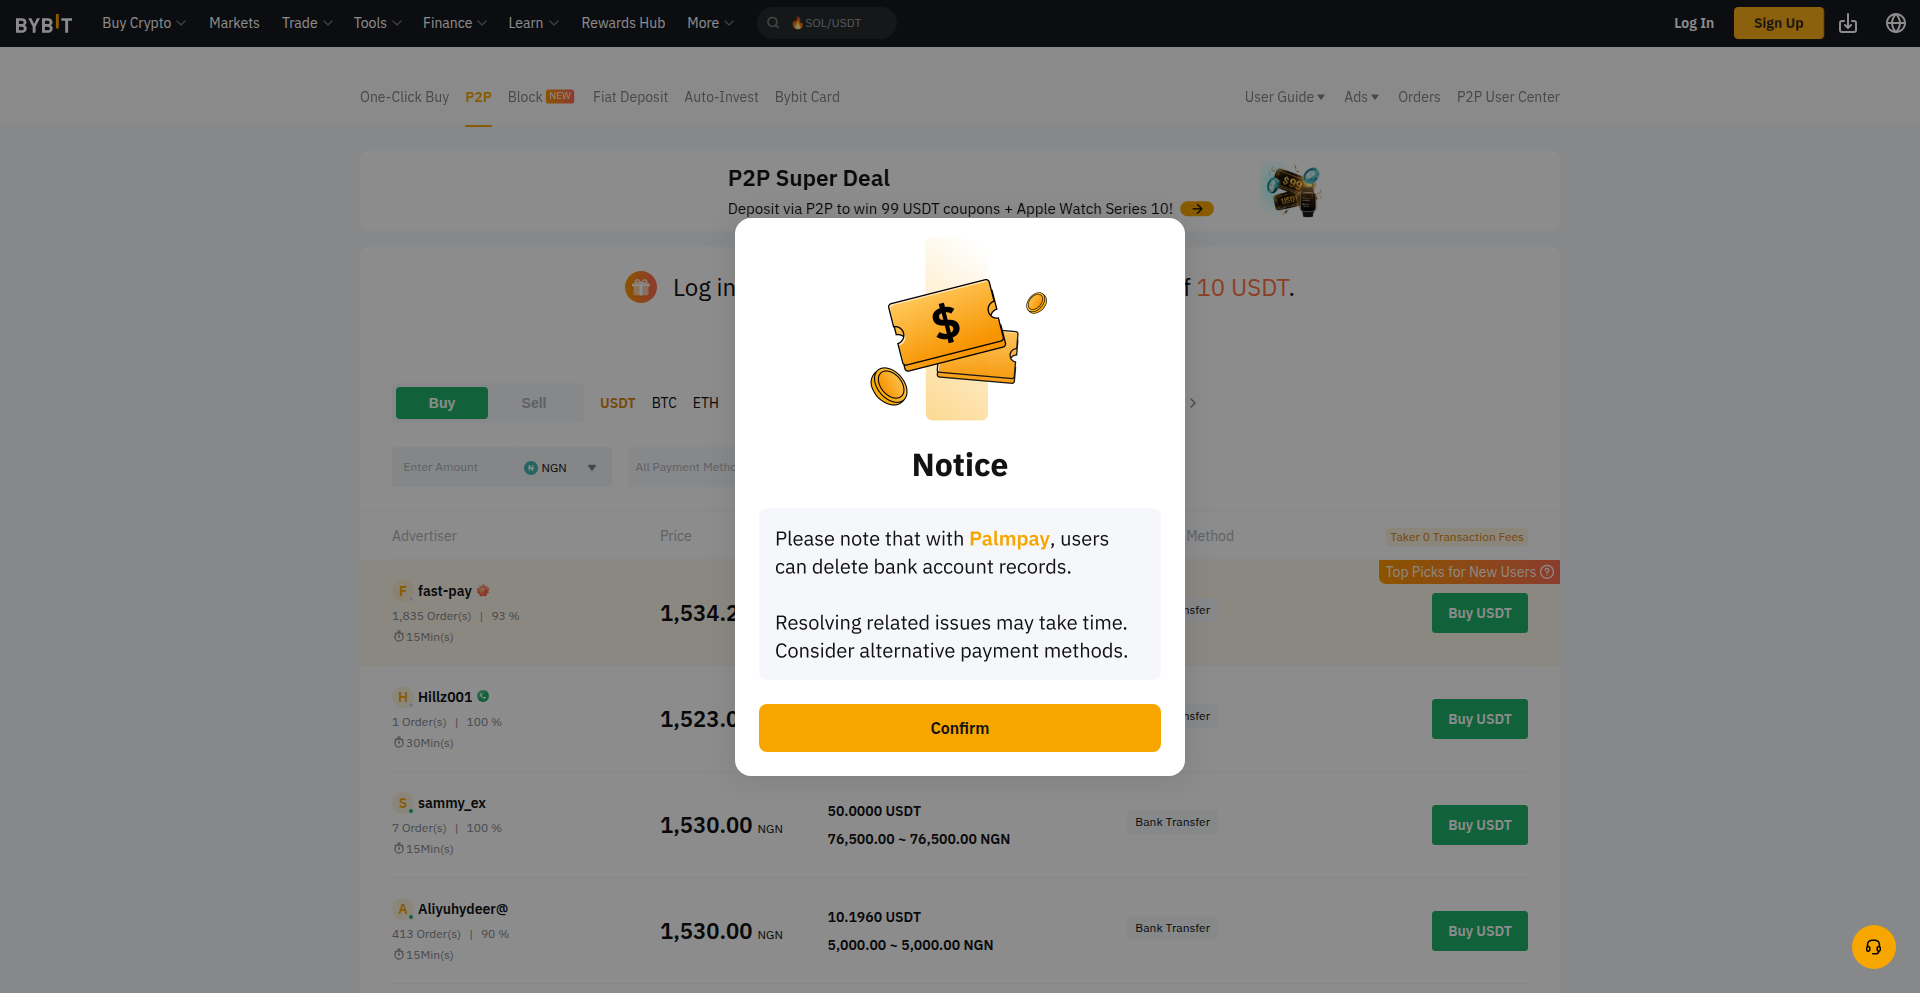 BYBIT Buy Crypto Markets Trade Tools Finance Learn Rewards Hub More SOL/USDT Log In Sign Up
One-Click Buy P2P Block NEW Fiat Deposit Auto-Invest Bybit Card User Guide Ads Orders P2P User Center
P2P Super Deal
Deposit via P2P to win 99 USDT coupons + Apple Watch Series 10!
Log in 10 USDT.
$
Buy Sell USDT BTC ETH
Enter Amount NGN All Payment
Notice
Please note that with Palmpay, users
can delete bank account records.
Resolving related issues may take time.
Consider alternative payment methods.
Confirm
Advertiser Price Method Taker 0 Transaction Fees
Top Picks for New Users
F fast-pay
1,835 Order(s) | 93 %
15Min(s)
1,534.2
Buy USDT
H Hillz001
1 Order(s) | 100 %
30Min(s)
1,523.0
Buy USDT
S sammy_ex
7 Order(s) | 100 %
15Min(s)
1,530.00 NGN
50.0000 USDT
76,500.00 ~ 76,500.00 NGN
Bank Transfer
Buy USDT
A Aliyuhydeer@
413 Order(s) | 90 %
15Min(s)
1,530.00 NGN
10.1960 USDT
5,000.00 ~ 5,000.00 NGN
Bank Transfer
Buy USDT